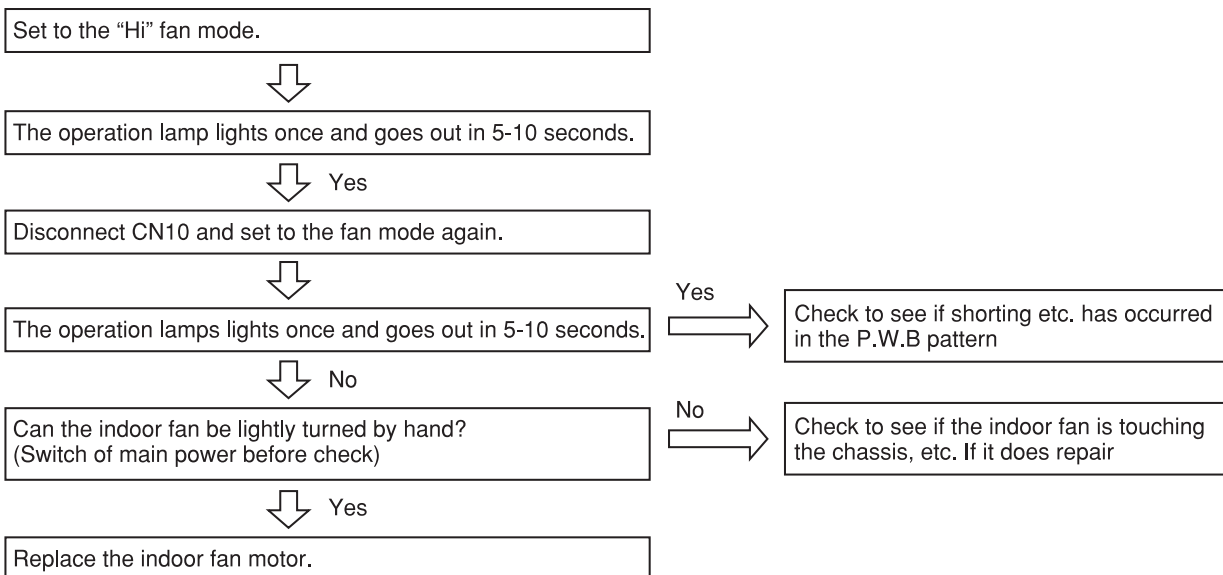 Set to the “Hi” fan mode.
The operation lamp lights once and goes out in 5-10 seconds.
Yes
Disconnect CN10 and set to the fan mode again.
The operation lamps lights once and goes out in 5-10 seconds.
Yes
Check to see if shorting etc. has occurred
in the P.W.B pattern
No
Can the indoor fan be lightly turned by hand?
(Switch of main power before check)
No
Check to see if the indoor fan is touching
the chassis, etc. If it does repair
Yes
Replace the indoor fan motor.